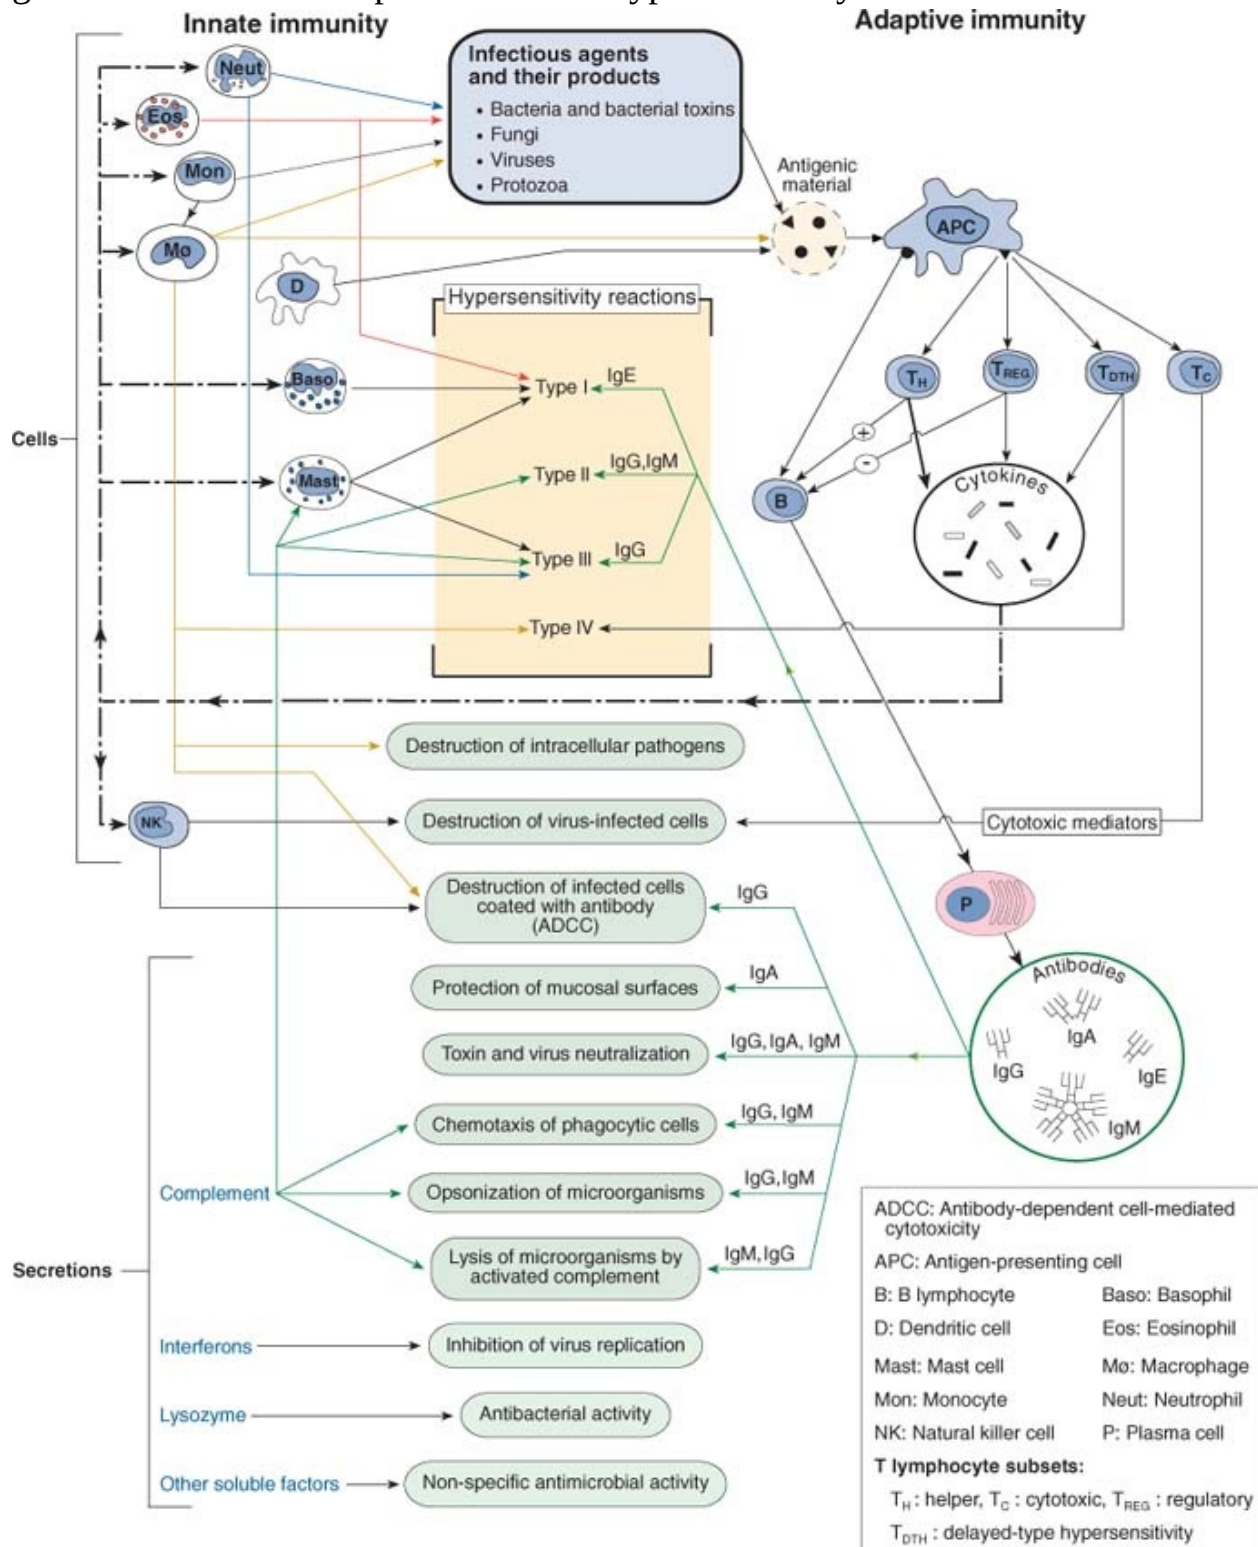 Innate immunity
Adaptive immunity
Neut
Eos
Mon
Mø
D
Baso
Mast
Cells
NK
Infectious agents
and their products
• Bacteria and bacterial toxins
• Fungi
• Viruses
• Protozoa
Antigenic
material
APC
Hypersensitivity reactions
Type I
IgE
Type II
IgG,IgM
Type III
IgG
Type IV
TH
TREG
TDTH
TC
+
-
B
Cytokines
Destruction of intracellular pathogens
Destruction of virus-infected cells
Cytotoxic mediators
Destruction of infected cells
coated with antibody
(ADCC)
IgG
P
Protection of mucosal surfaces
IgA
Toxin and virus neutralization
IgG, IgA, IgM
Antibodies
IgA
IgG
IgE
IgM
Chemotaxis of phagocytic cells
IgG, IgM
Complement
Opsonization of microorganisms
IgG,IgM
Secretions
Lysis of microorganisms by
activated complement
IgM, IgG
Interferons
Inhibition of virus replication
Lysozyme
Antibacterial activity
Other soluble factors
Non-specific antimicrobial activity
ADCC: Antibody-dependent cell-mediated
cytotoxicity
APC: Antigen-presenting cell
B: B lymphocyte
Baso: Basophil
D: Dendritic cell
Eos: Eosinophil
Mast: Mast cell
Mø: Macrophage
Mon: Monocyte
Neut: Neutrophil
NK: Natural killer cell
P: Plasma cell
T lymphocyte subsets:
TH : helper, TC : cytotoxic, TREG : regulatory
TDTH : delayed-type hypersensitivity